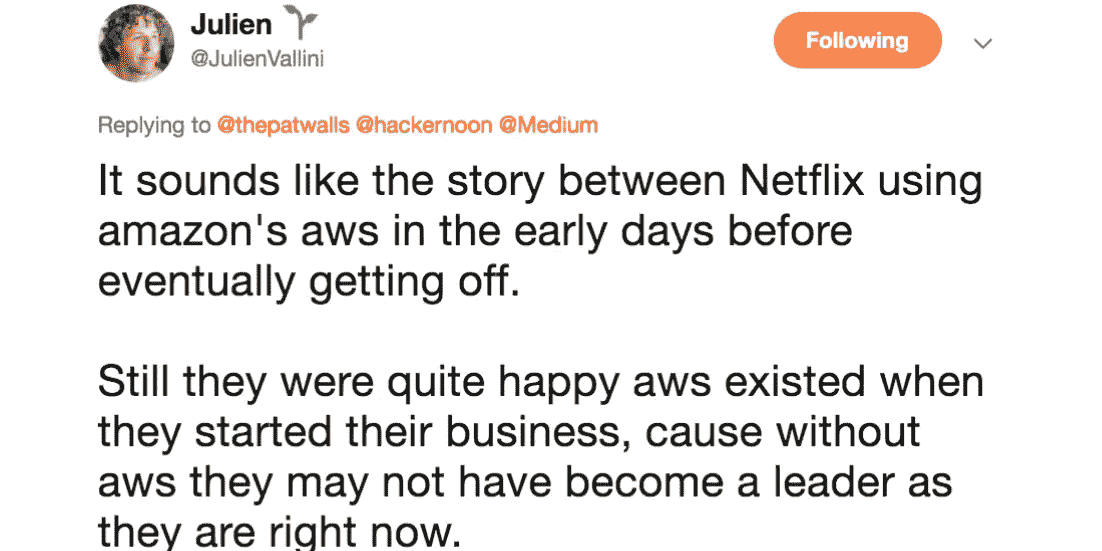 Julien
@JulienVallini
Following
Replying to @thepatwalls @hackernoon @Medium
It sounds like the story between Netflix using
amazon's aws in the early days before
eventually getting off.
Still they were quite happy aws existed when
they started their business, cause without
aws they may not have become a leader as
they are right now.